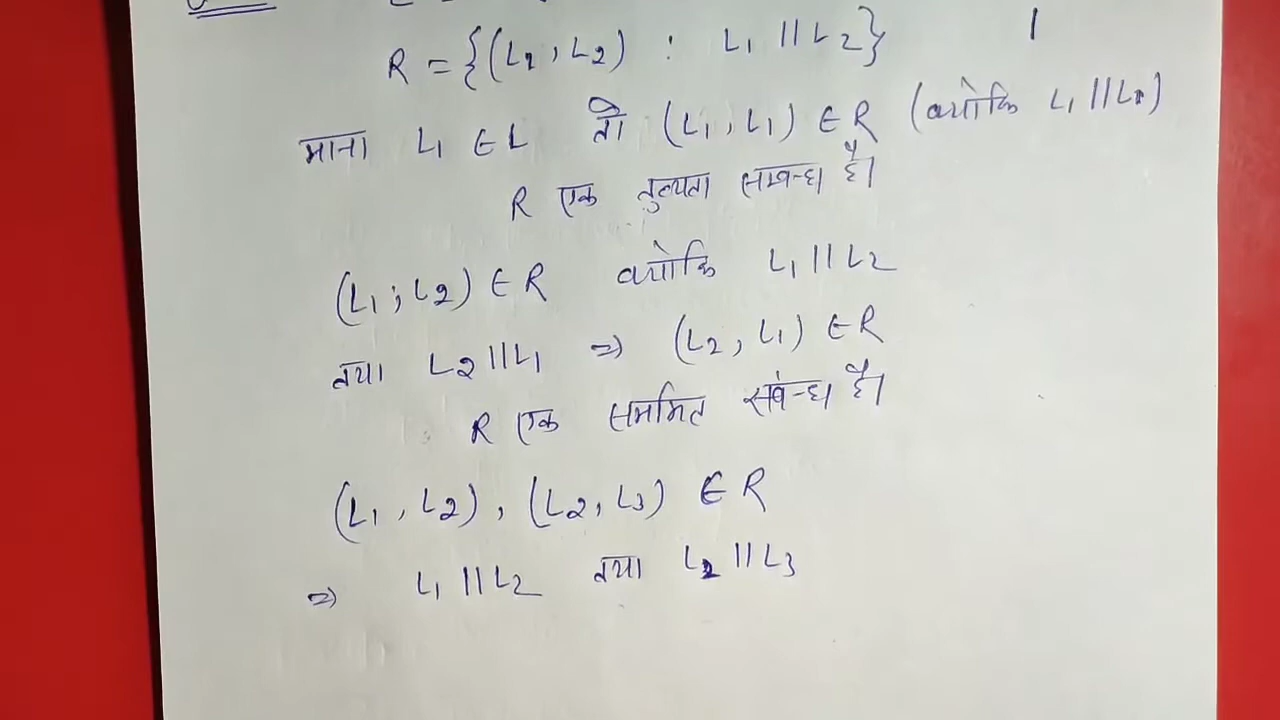 R = {(L₁, L₂) : L₁ || L₂}
माना L₁ ∈ L तो (L₁, L₁) ∈ R (क्योकि L₁ || L₁)
R एक तुल्यता सम्बन्ध है।
(L₁, L₂) ∈ R क्योकि L₁ || L₂
तथा L₂ || L₁ ⇒ (L₂, L₁) ∈ R
R एक सममित संबन्ध है।
(L₁, L₂), (L₂, L₃) ∈ R
⇒ L₁ || L₂ तथा L₂ || L₃